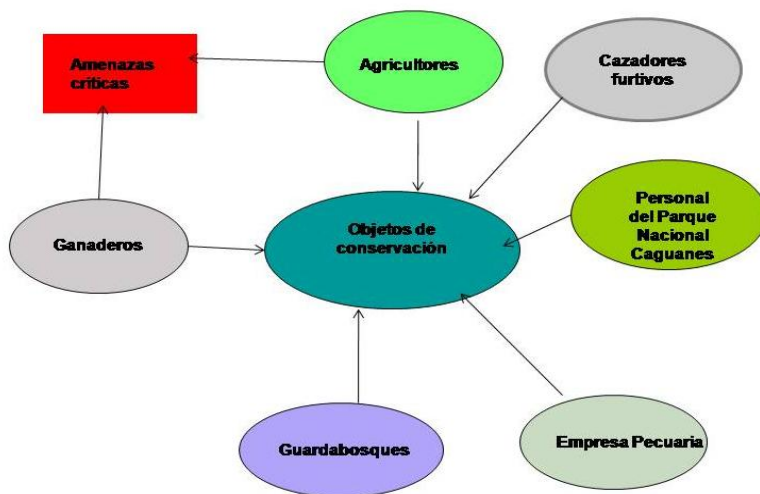 Amenazas
críticas
Agricultores
Cazadores
furtivos
Ganaderos
Objetos de
conservación
Personal
del Parque
Nacional
Caguanes
Guardabosques
Empresa Pecuaria